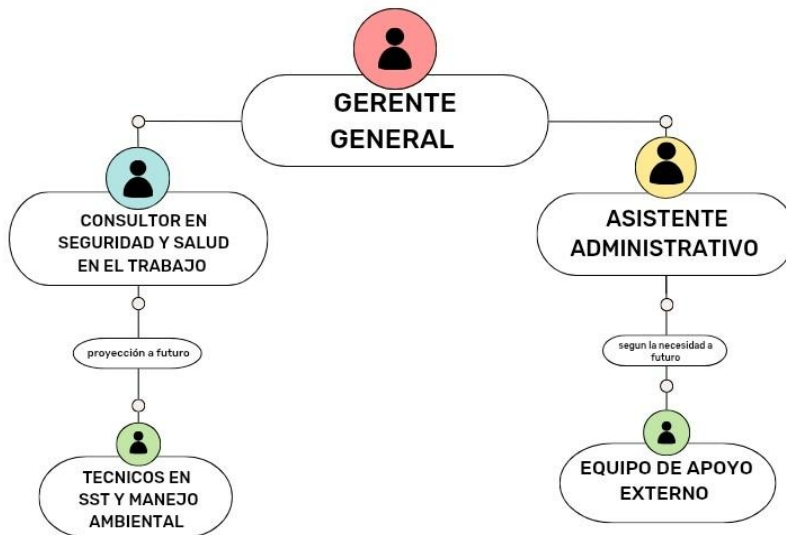 GERENTE
GENERAL
CONSULTOR EN
SEGURIDAD Y SALUD
EN EL TRABAJO
ASISTENTE
ADMINISTRATIVO
proyección a futuro
segun la necesidad a
futuro
TECNICOS EN
SST Y MANEJO
AMBIENTAL
EQUIPO DE APOYO
EXTERNO